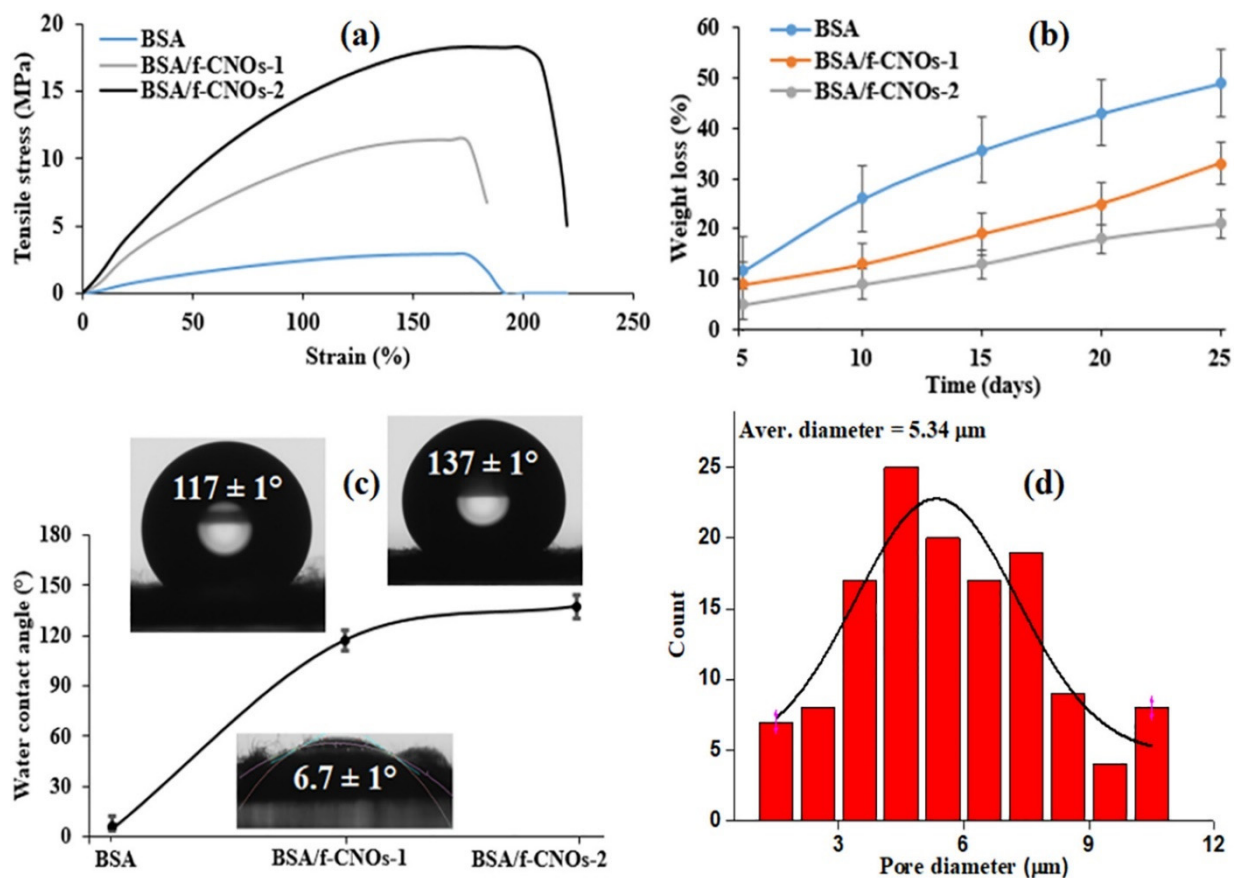 (a)
BSA
BSA/f-CNOs-1
BSA/f-CNOs-2
Tensile stress (MPa)
20
15
10
5
0
0 50 100 150 200 250
Strain (%)
(b)
BSA
BSA/f-CNOs-1
BSA/f-CNOs-2
Weight loss (%)
60
50
40
30
20
10
0
5 10 15 20 25
Time (days)
(c)
117 ± 1°
137 ± 1°
6.7 ± 1°
Water contact angle (°)
180
150
120
90
60
30
0
BSA BSA/f-CNOs-1 BSA/f-CNOs-2
Aver. diameter = 5.34 μm
(d)
Count
25
20
15
10
5
0
3 6 9 12
Pore diameter (μm)